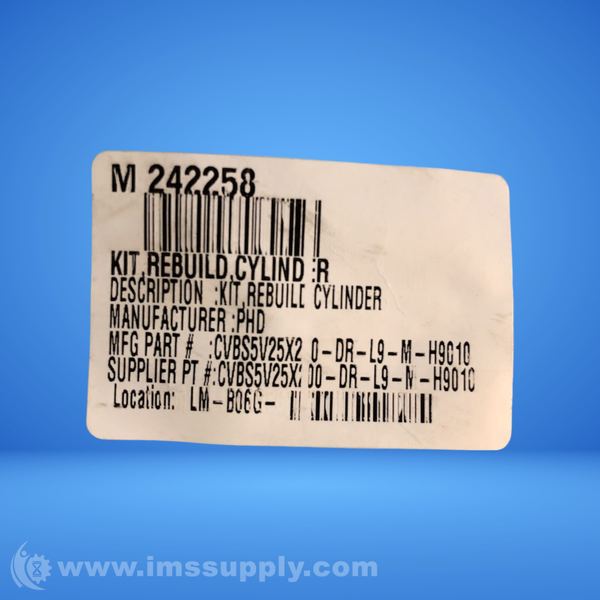 M 242258
KIT,REBUILD,CYLIND R
DESCRIPTION :KIT,REBUILD CYLINDER
MANUFACTURER :PHD
MFG PART # :CVBS5V25X2 0-DR-L9-M-H9010
SUPPLIER PT #:CVBS5V25X2 00-DR-L9-M-H9010
Location: LM-B06G-
www.imssupply.com